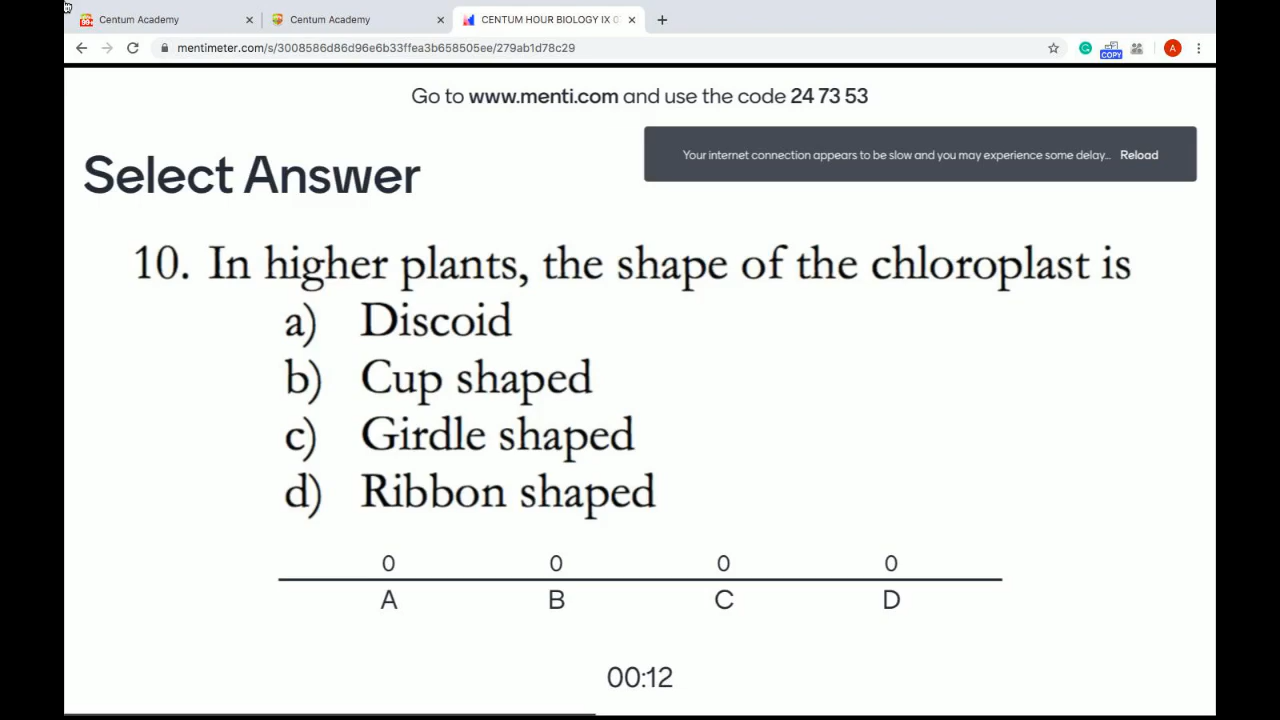 Centum Academy
Centum Academy
CENTUM HOUR BIOLOGY IX
mentimeter.com/s/3008586d86d96e6b33ffea3b658505ee/279ab1d78c29
COPY
A
Go to www.menti.com and use the code 24 73 53
Your internet connection appears to be slow and you may experience some delay... Reload
Select Answer
10. In higher plants, the shape of the chloroplast is
a) Discoid
b) Cup shaped
c) Girdle shaped
d) Ribbon shaped
0 0 0 0
A B C D
00:12